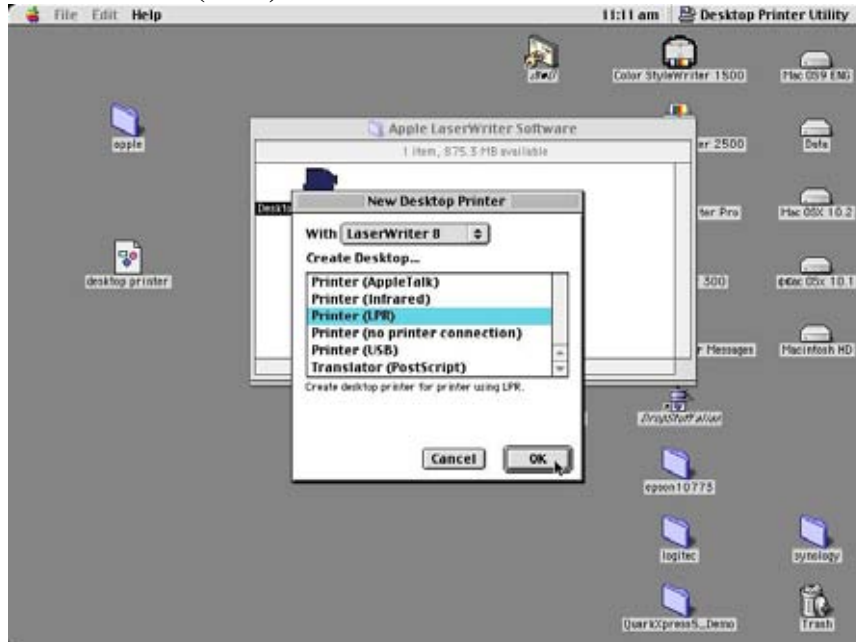 File Edit Help
11:11 am Desktop Printer Utility
Color StyleWriter 1500
Mac OS9 ENG
apple
Apple LaserWriter Software
er 2500
Data
1 item, 875.3 MB available
New Desktop Printer
ter Pro
Mac OSX 10.2
With LaserWriter 8
Create Desktop...
desktop printer
Printer (AppleTalk)
300
Mac OSx 10.1
Printer (Infrared)
Printer (LPR)
Printer (no printer connection)
Printer (USB)
r Messages
Macintosh HD
Translator (PostScript)
Create desktop printer for printer using LPR.
DropStuff alias
Cancel
OK
epson10775
logitec
synology
QuarkXpress5_Demo
Trash